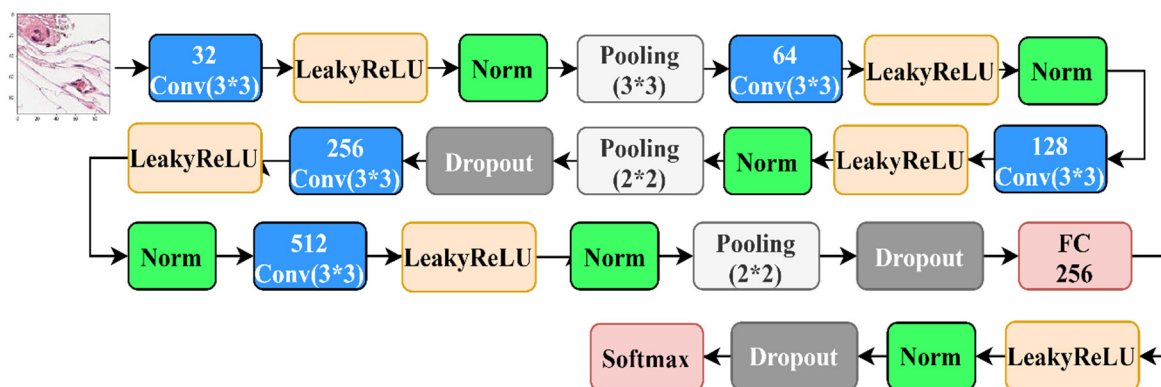 32
Conv(3*3)
LeakyReLU
Norm
Pooling
(3*3)
64
Conv(3*3)
LeakyReLU
Norm
128
Conv(3*3)
LeakyReLU
Norm
Pooling
(2*2)
Dropout
256
Conv(3*3)
LeakyReLU
Norm
512
Conv(3*3)
LeakyReLU
Norm
Pooling
(2*2)
Dropout
FC
256
LeakyReLU
Norm
Dropout
Softmax